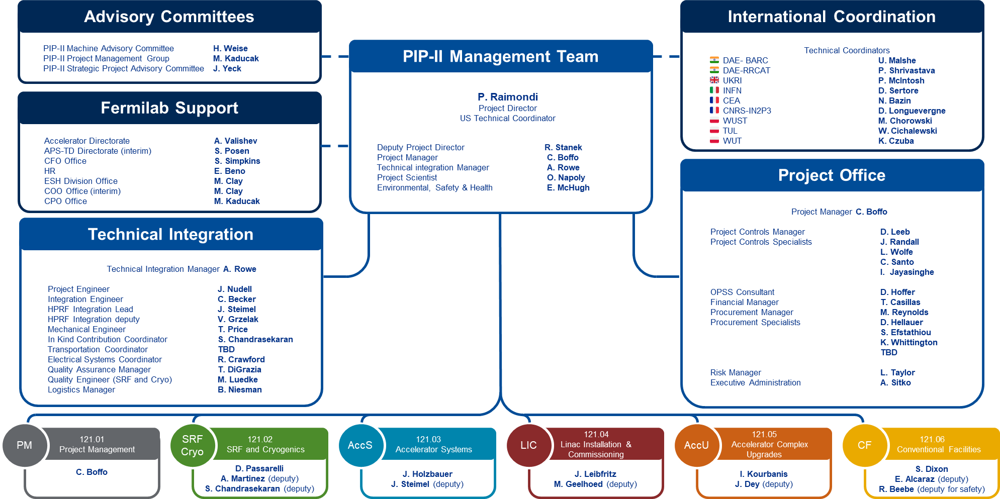 Advisory Committees
PIP-II Machine Advisory Committee H. Weise
PIP-II Project Management Group M. Kaducak
PIP-II Strategic Project Advisory Committee J. Yeck
Fermilab Support
Accelerator Directorate A. Valishev
APS-TD Directorate (interim) S. Posen
CFO Office S. Simpkins
HR E. Beno
ESH Division Office M. Clay
COO Office (interim) M. Clay
CPO Office M. Kaducak
PIP-II Management Team
P. Raimondi
Project Director
US Technical Coordinator
Deputy Project Director R. Stanek
Project Manager C. Boffo
Technical integration Manager A. Rowe
Project Scientist O. Napoly
Environmental, Safety & Health E. McHugh
International Coordination
Technical Coordinators
DAE- BARC U. Malshe
DAE-RRCAT P. Shrivastava
UKRI P. McIntosh
INFN D. Sertore
CEA N. Bazin
CNRS-IN2P3 D. Longuevergne
WUST M. Chorowski
TUL W. Cichalewski
WUT K. Czuba
Technical Integration
Technical Integration Manager A. Rowe
Project Engineer J. Nudell
Integration Engineer C. Becker
HPRF Integration Lead J. Steimel
HPRF Integration deputy V. Grzelak
Mechanical Engineer T. Price
In Kind Contribution Coordinator S. Chandrasekaran
Transportation Coordinator TBD
Electrical Systems Coordinator R. Crawford
Quality Assurance Manager T. DiGrazia
Quality Engineer (SRF and Cryo) M. Luedke
Logistics Manager B. Niesman
Project Office
Project Manager C. Boffo
Project Controls Manager D. Leeb
Project Controls Specialists J. Randall
L. Wolfe
C. Santo
I. Jayasinghe
OPSS Consultant D. Hoffer
Financial Manager T. Casillas
Procurement Manager M. Reynolds
Procurement Specialists D. Hellauer
S. Efstathiou
K. Whittington
TBD
Risk Manager L. Taylor
Executive Administration A. Sitko
PM
121.01
Project Management
C. Boffo
SRF
Cryo
121.02
SRF and Cryogenics
D. Passarelli
A. Martinez (deputy)
S. Chandrasekaran (deputy)
AccS
121.03
Accelerator Systems
J. Holzbauer
J. Steimel (deputy)
LIC
121.04
Linac Installation &
Commissioning
J. Leibfritz
M. Geelhoed (deputy)
AccU
121.05
Accelerator Complex
Upgrades
I. Kourbanis
J. Dey (deputy)
CF
121.06
Conventional Facilities
S. Dixon
E. Alcaraz (deputy)
R. Beebe (deputy for safety)